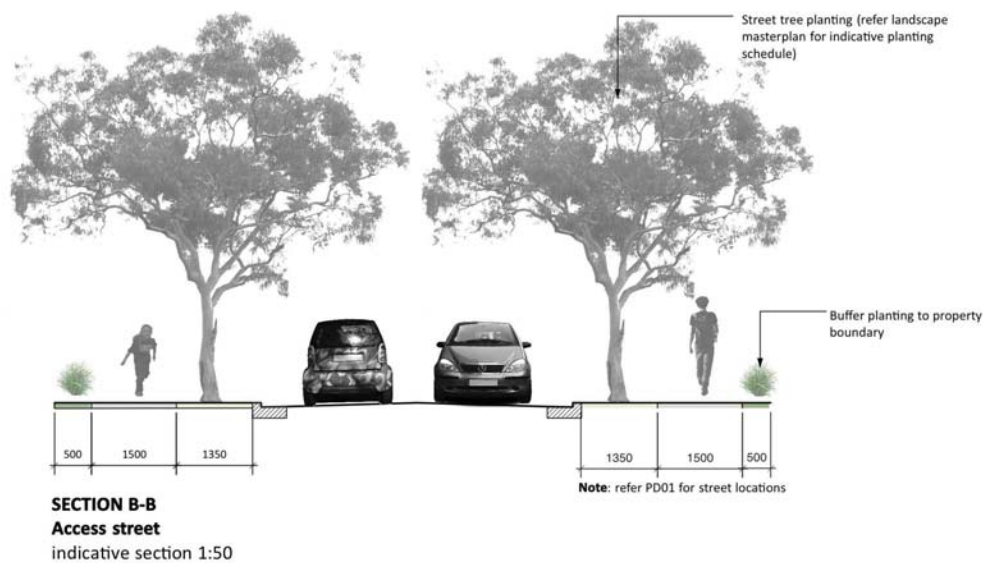 Street tree planting (refer landscape
masterplan for indicative planting
schedule)
Buffer planting to property
boundary
500 1500 1350
1350 1500 500
Note: refer PD01 for street locations
SECTION B-B
Access street
indicative section 1:50